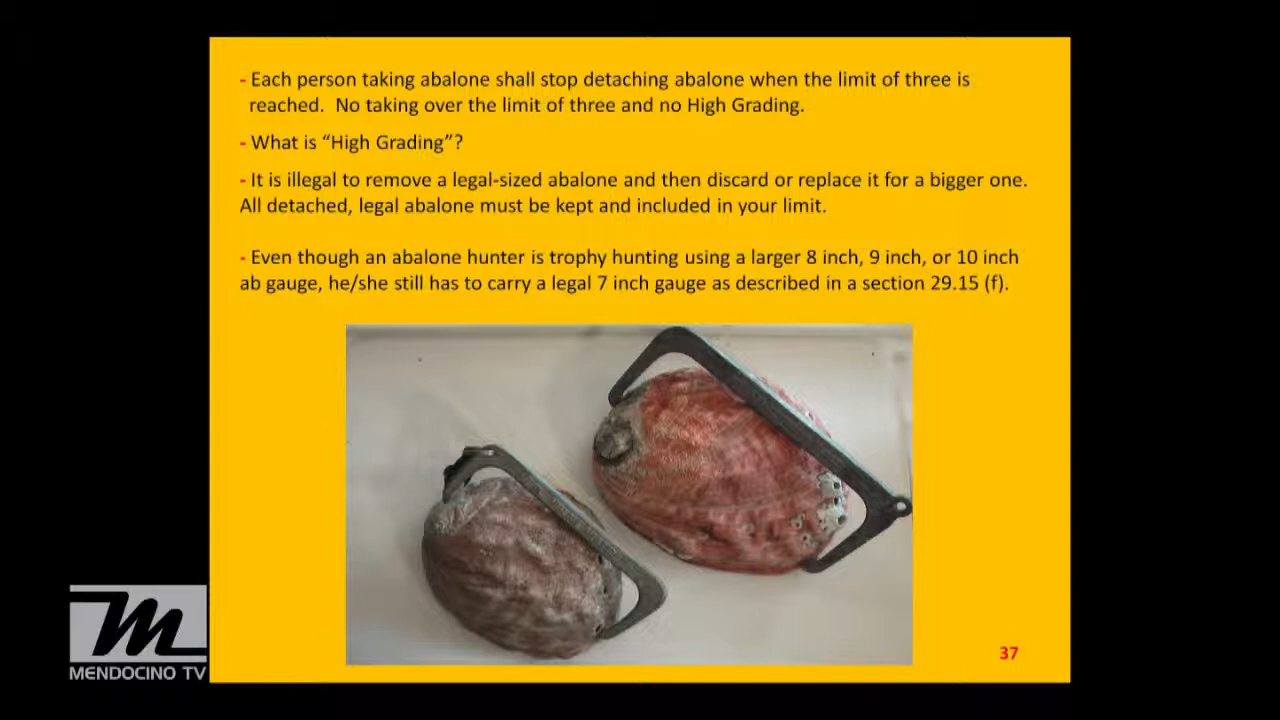 - Each person taking abalone shall stop detaching abalone when the limit of three is
reached.  No taking over the limit of three and no High Grading.
- What is “High Grading”?
- It is illegal to remove a legal-sized abalone and then discard or replace it for a bigger one.
All detached, legal abalone must be kept and included in your limit.
- Even though an abalone hunter is trophy hunting using a larger 8 inch, 9 inch, or 10 inch
ab gauge, he/she still has to carry a legal 7 inch gauge as described in a section 29.15 (f).
37
M
MENDOCINO TV